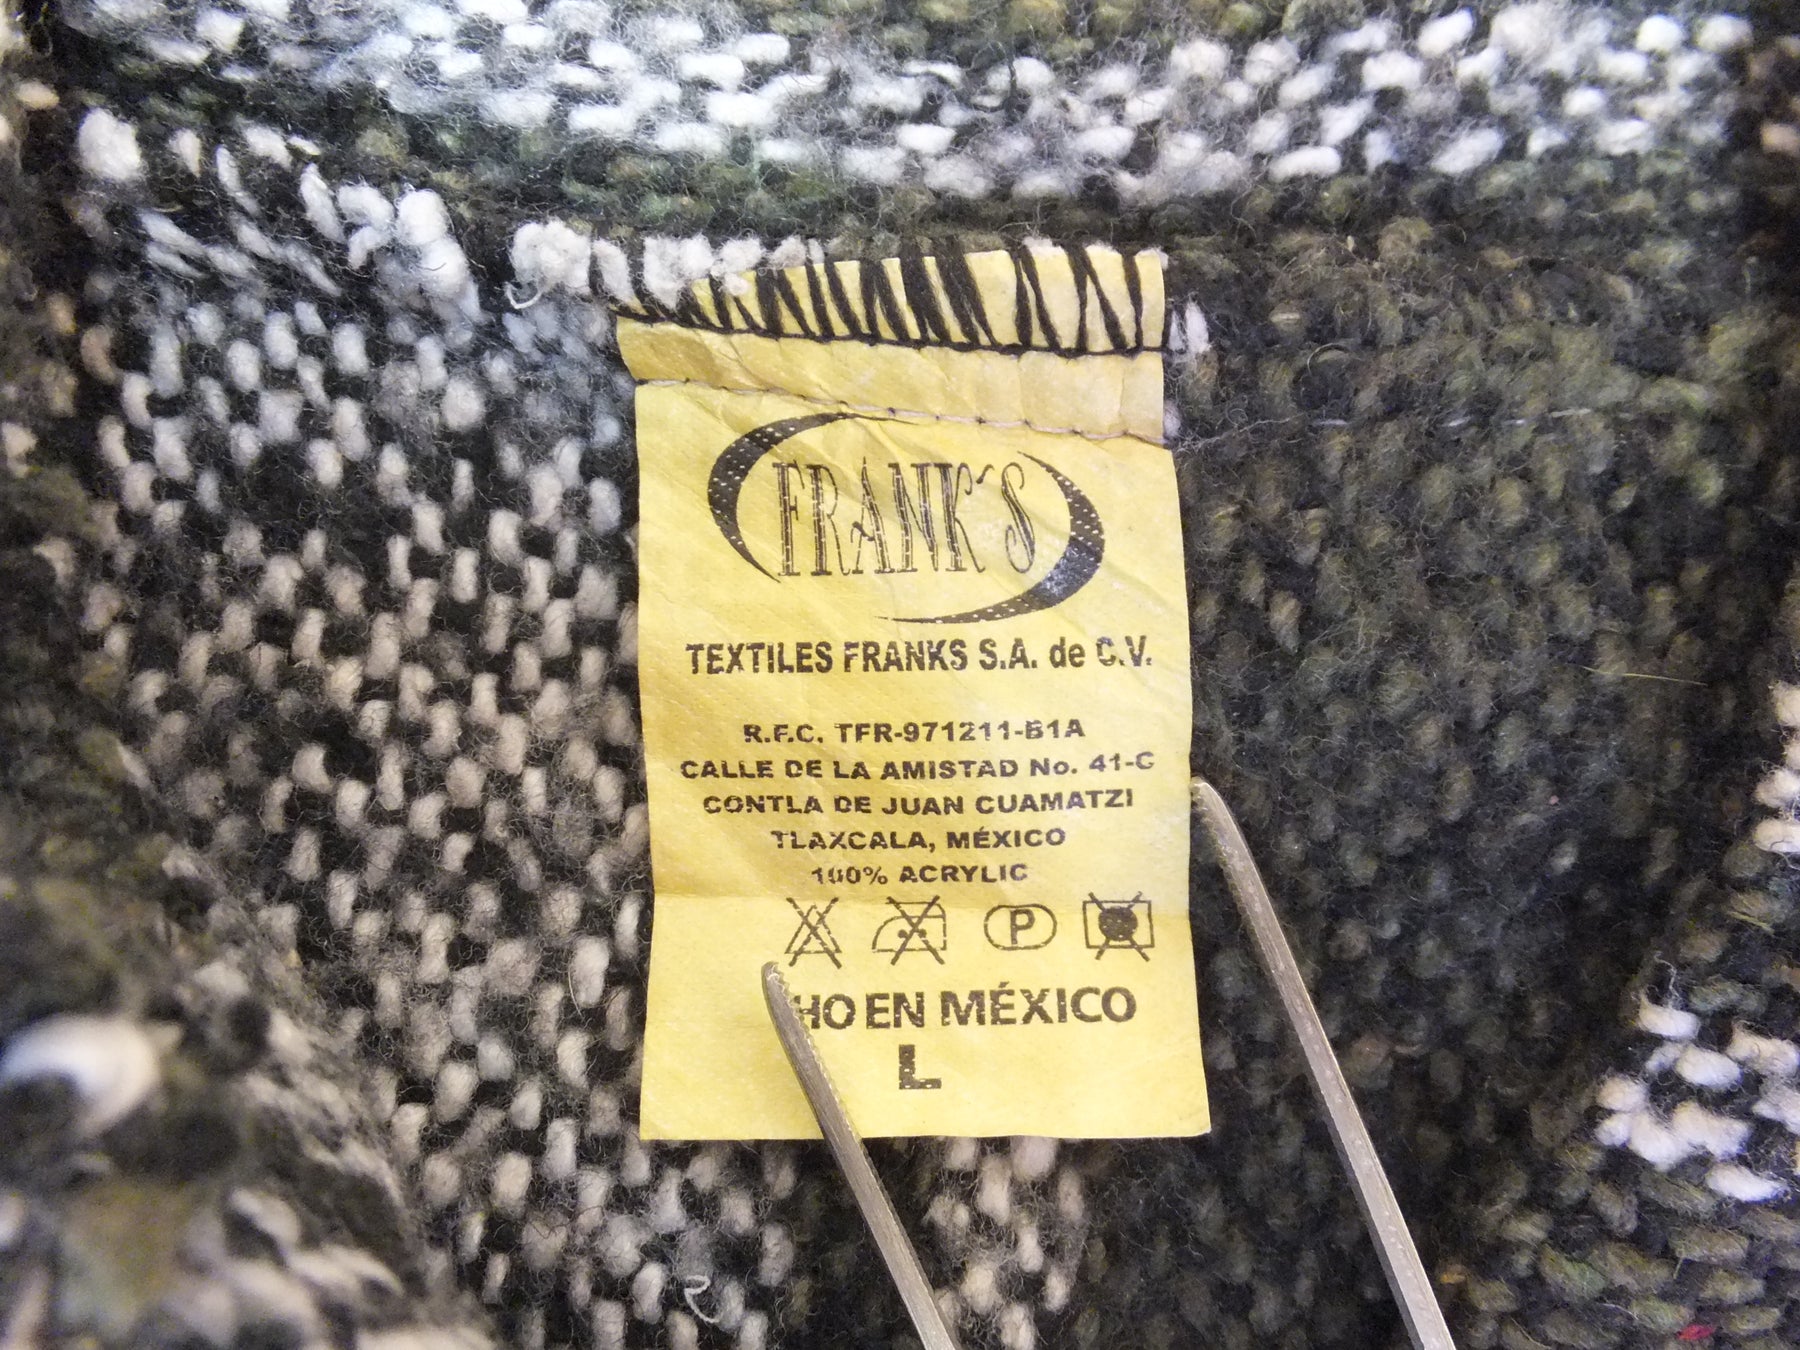 FRANK´S
TEXTILES FRANKS S.A. de C.V.
R.F.C. TFR-971211-B1A
CALLE DE LA AMISTAD No. 41-C
CONTLA DE JUAN CUAMATZI
TLAXCALA, MÉXICO
100% ACRYLIC
P
HO EN MÉXICO
L